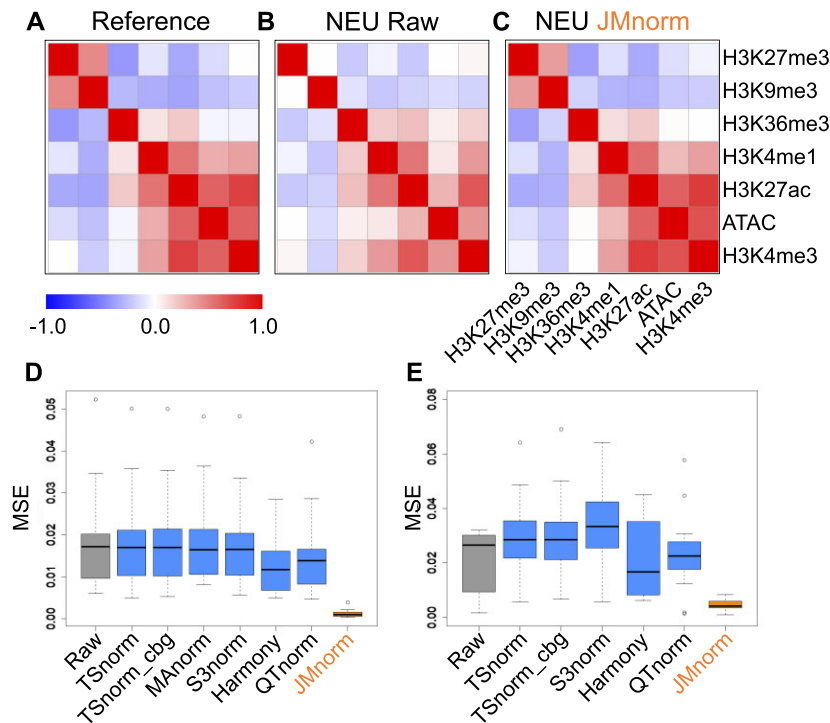 A Reference B NEU Raw C NEU JMnorm
H3K27me3
H3K9me3
H3K36me3
H3K4me1
H3K27ac
ATAC
H3K4me3
-1.0 0.0 1.0
H3K27me3 H3K9me3 H3K36me3 H3K4me1 H3K27ac ATAC H3K4me3
D
MSE
0.05
0.04
0.03
0.02
0.01
0.00
Raw TSnorm TSnorm_cbg MAnorm S3norm Harmony QTnorm JMnorm
E
MSE
0.08
0.06
0.04
0.02
0.00
Raw TSnorm TSnorm_cbg S3norm Harmony QTnorm JMnorm